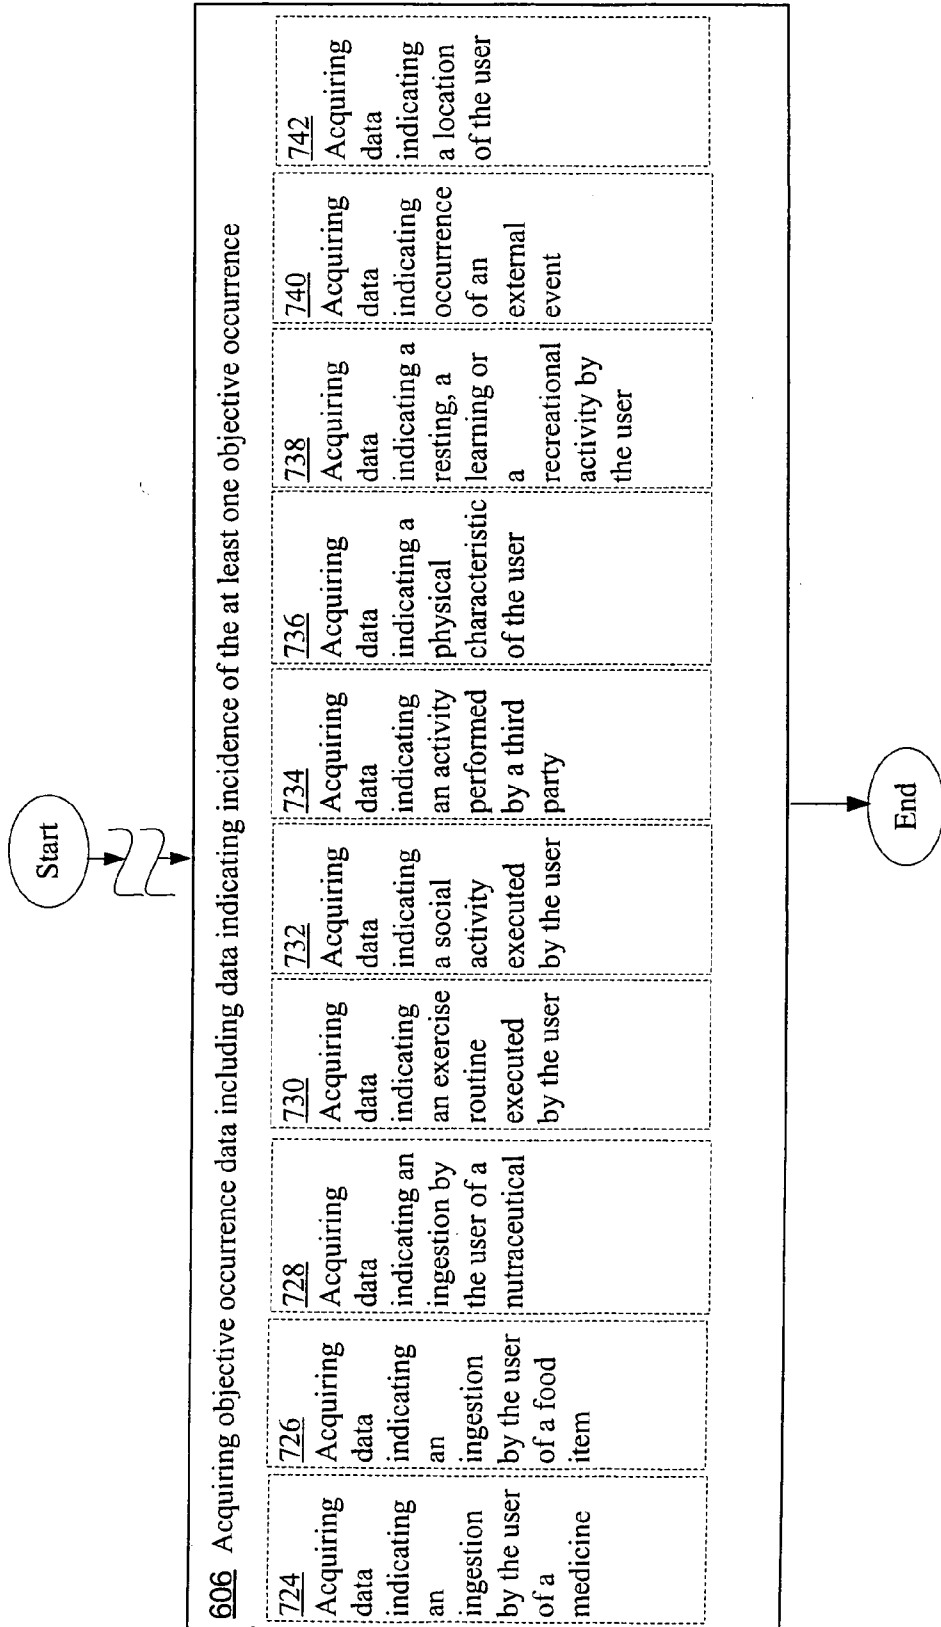 Start
606 Acquiring objective occurrence data including data indicating incidence of the at least one objective occurrence
724
Acquiring
data
indicating
an
ingestion
by the user
of a
medicine
726
Acquiring
data
indicating
an
ingestion
by the user
of a food
item
728
Acquiring
data
indicating an
ingestion by
the user of a
nutraceutical
730
Acquiring
data
indicating
an exercise
routine
executed
by the user
732
Acquiring
data
indicating
a social
activity
executed
by the user
734
Acquiring
data
indicating
an activity
performed
by a third
party
736
Acquiring
data
indicating a
physical
characteristic
of the user
738
Acquiring
data
indicating a
resting, a
learning or
a
recreational
activity by
the user
740
Acquiring
data
indicating
occurrence
of an
external
event
742
Acquiring
data
indicating
a location
of the user
End